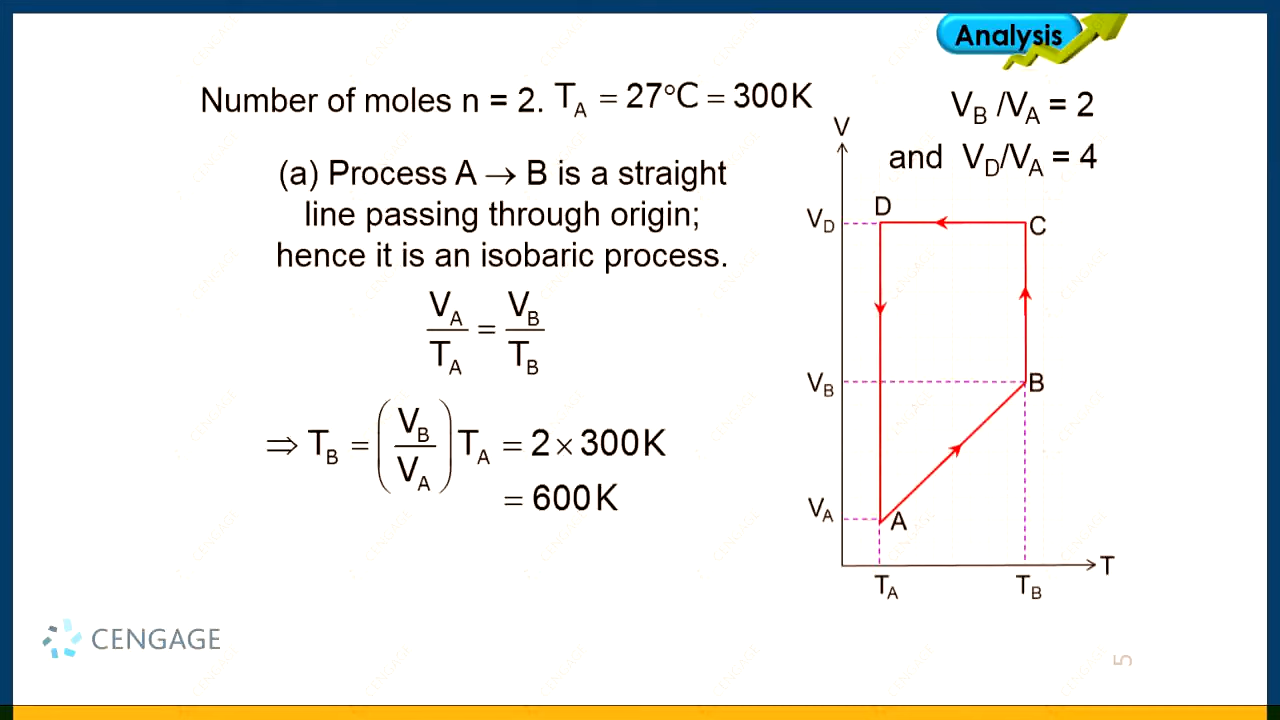 Analysis
Number of moles n = 2. T_A = 27°C = 300K
V_B /V_A = 2
and V_D/V_A = 4
(a) Process A → B is a straight
line passing through origin;
hence it is an isobaric process.
V_A/T_A = V_B/T_B
⇒ T_B = (V_B/V_A) T_A = 2 × 300K
= 600K
V
V_D
D
C
V_B
B
V_A
A
T
T_A
T_B
CENGAGE
5